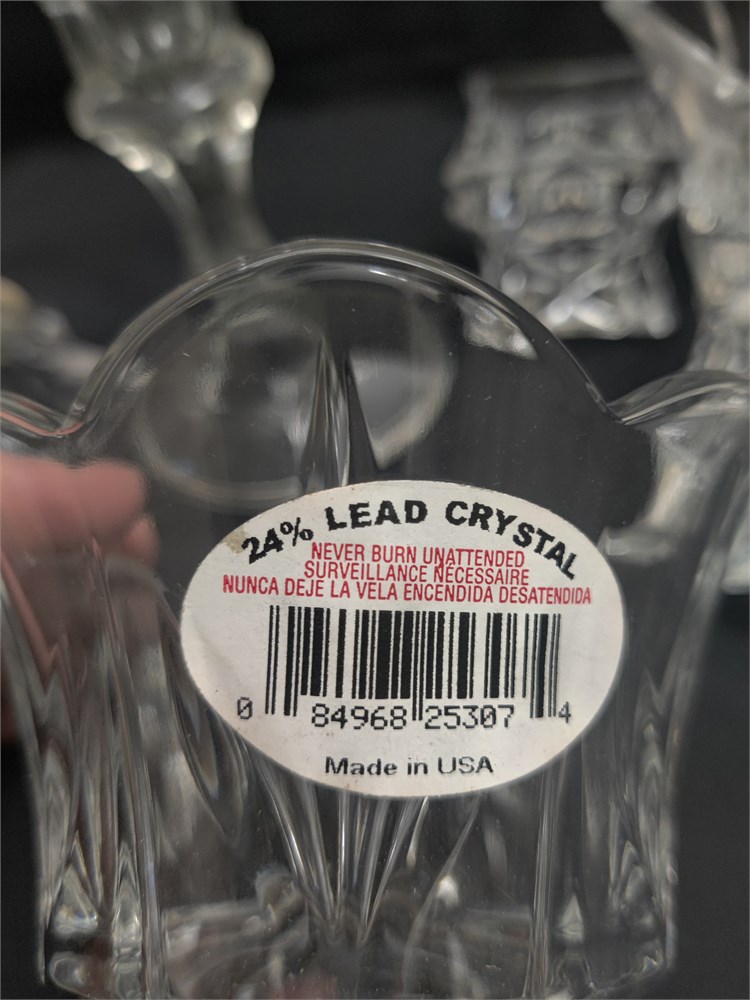 24% LEAD CRYSTAL
NEVER BURN UNATTENDED
SURVEILLANCE NÉCESSAIRE
NUNCA DEJE LA VELA ENCENDIDA DESATENDIDA
0 84968 25307 4
Made in USA